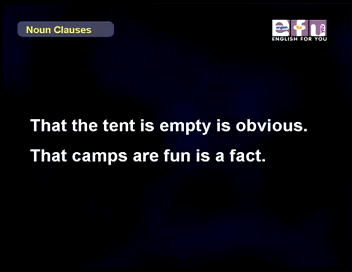 Noun Clauses
efu
ENGLISH FOR YOU
That the tent is empty is obvious.
That camps are fun is a fact.